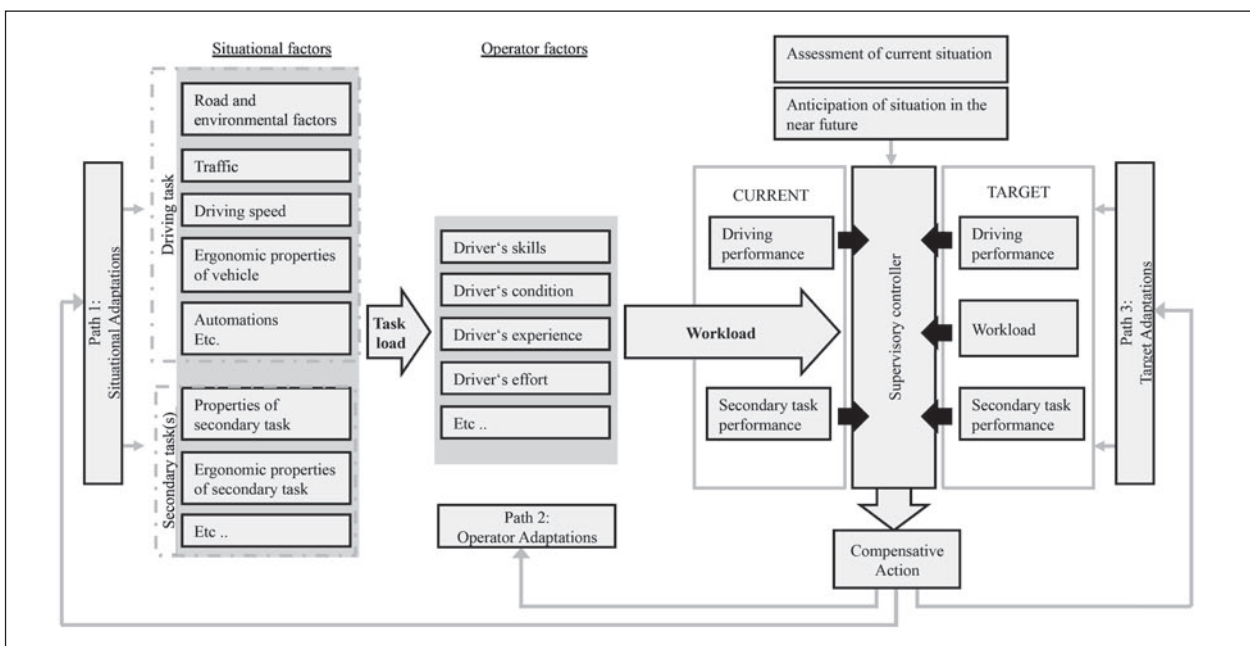 Situational factors
Operator factors
Assessment of current situation
Anticipation of situation in the
near future
Path 1:
Situational Adaptations
Driving task
Road and
environmental factors
Traffic
Driving speed
Ergonomic properties
of vehicle
Automations
Etc.
Secondary task(s)
Properties of
secondary task
Ergonomic properties
of secondary task
Etc ..
Task
load
Driver‘s skills
Driver‘s condition
Driver‘s experience
Driver‘s effort
Etc ..
Path 2:
Operator Adaptations
Workload
CURRENT
Driving
performance
Secondary task
performance
Supervisory controller
TARGET
Driving
performance
Workload
Secondary task
performance
Path 3:
Target Adaptations
Compensative
Action